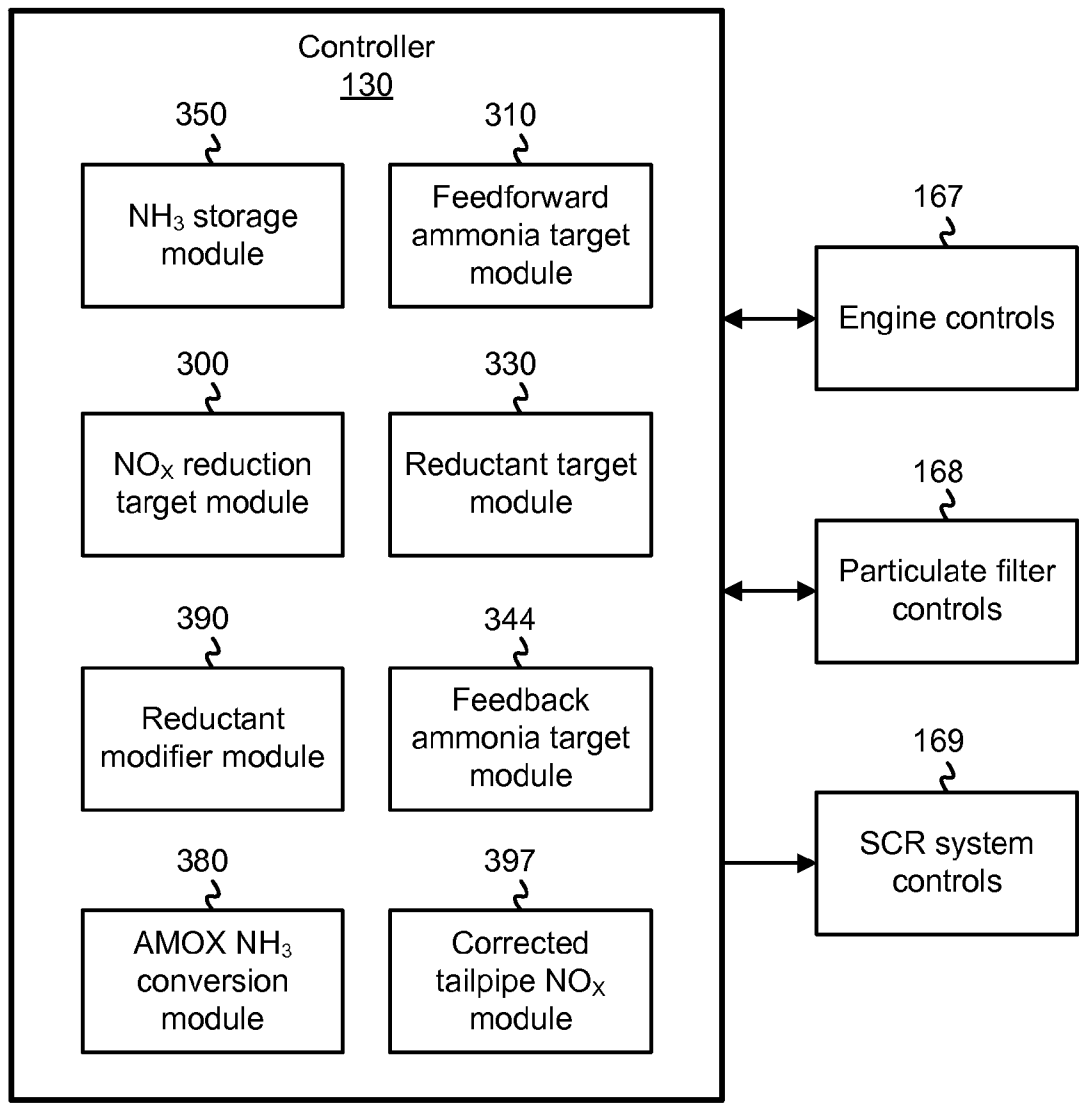 Controller
130
350
NH₃ storage
module
310
Feedforward
ammonia target
module
300
NOX reduction
target module
330
Reductant target
module
390
Reductant
modifier module
344
Feedback
ammonia target
module
380
AMOX NH₃
conversion
module
397
Corrected
tailpipe NOX
module
167
Engine controls
168
Particulate filter
controls
169
SCR system
controls